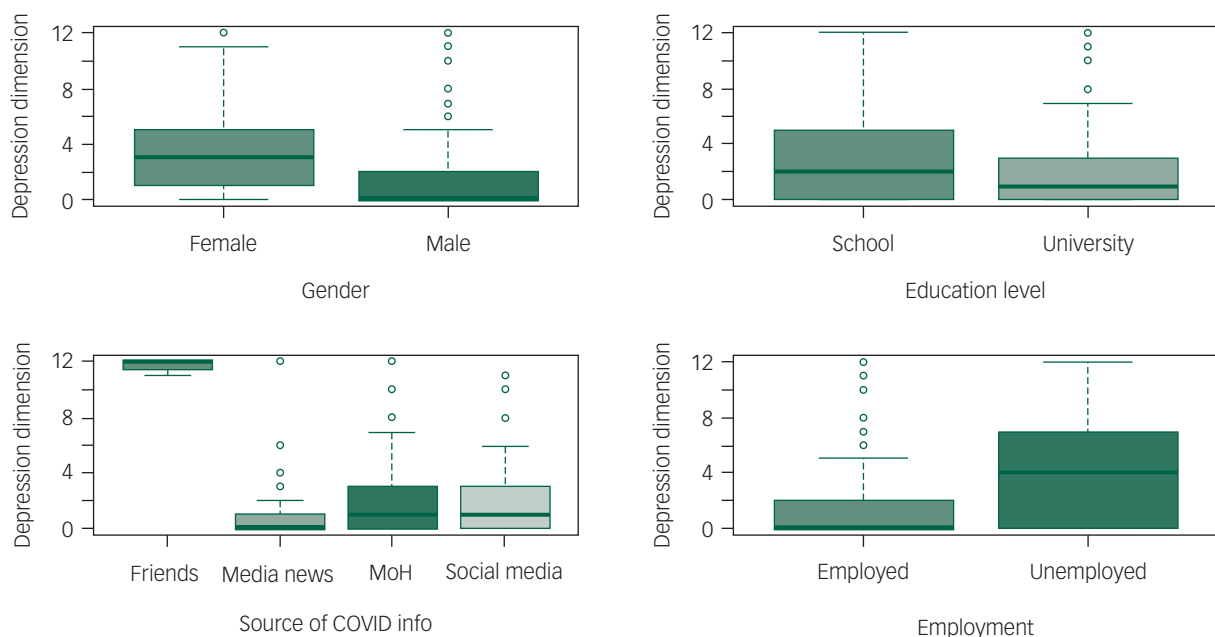 Depression dimension
12
8
4
0
Female
Male
Gender
Depression dimension
12
8
4
0
School
University
Education level
Depression dimension
12
8
4
0
Friends
Media news
MoH
Social media
Source of COVID info
Depression dimension
12
8
4
0
Employed
Unemployed
Employment